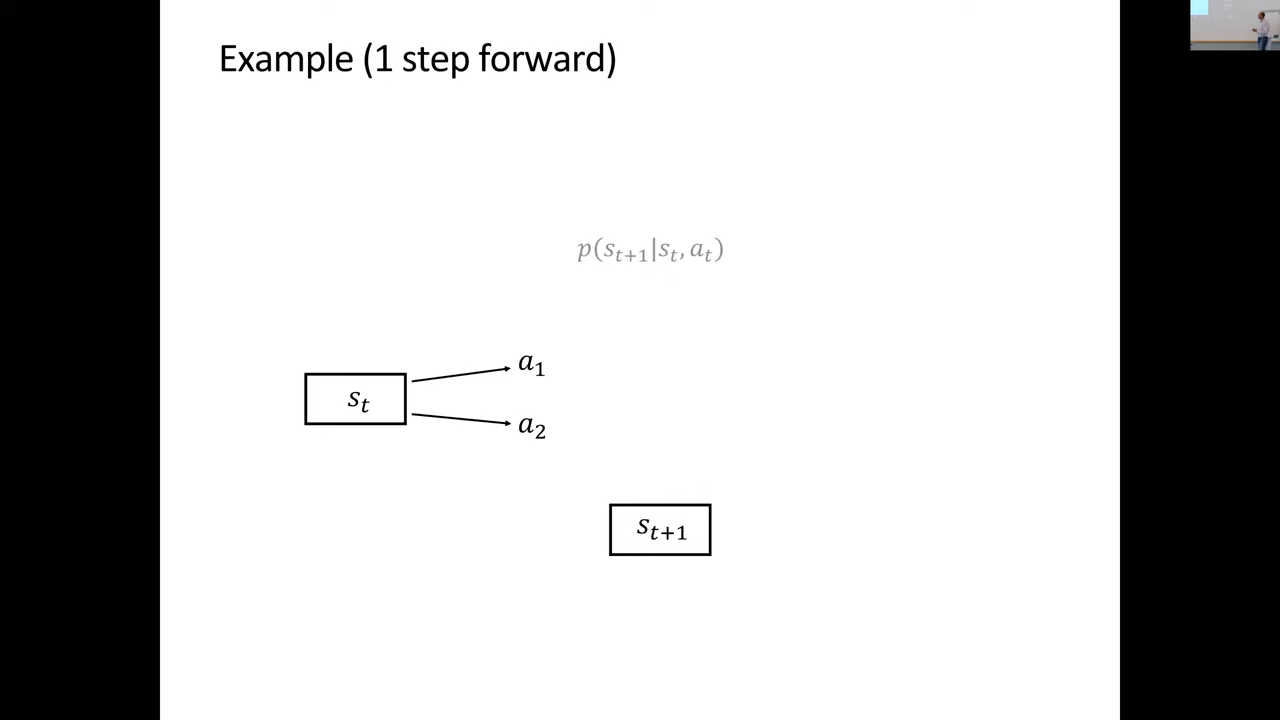 Example (1 step forward)
p(s_{t+1}|s_t, a_t)
a_1
s_t
a_2
s_{t+1}